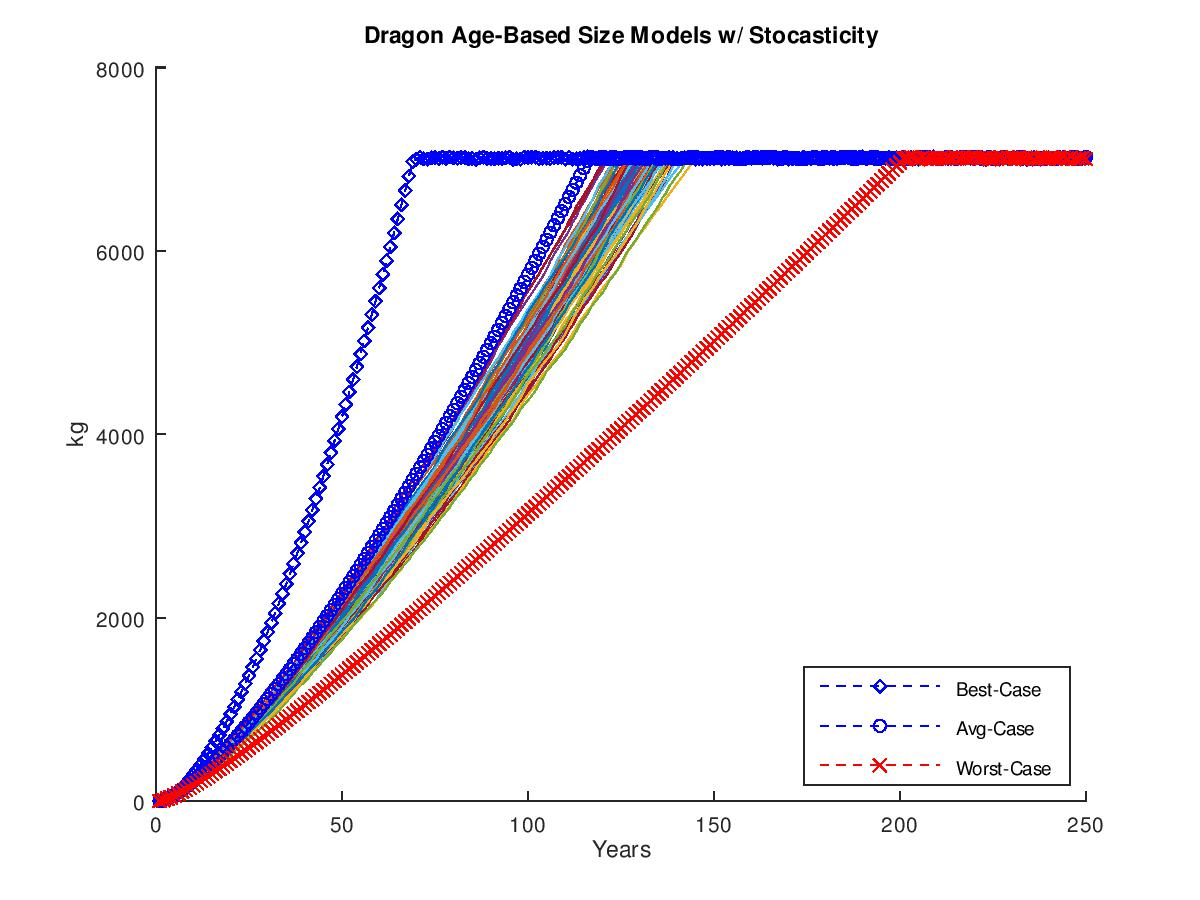 Dragon Age-Based Size Models w/ Stocasticity
8000
6000
4000
2000
0
kg
0 50 100 150 200 250
Years
Best-Case
Avg-Case
Worst-Case